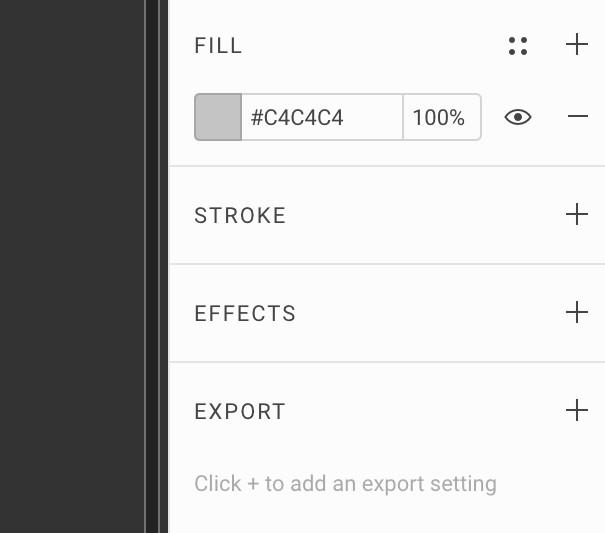 FILL
#C4C4C4 100%
STROKE
EFFECTS
EXPORT
Click + to add an export setting